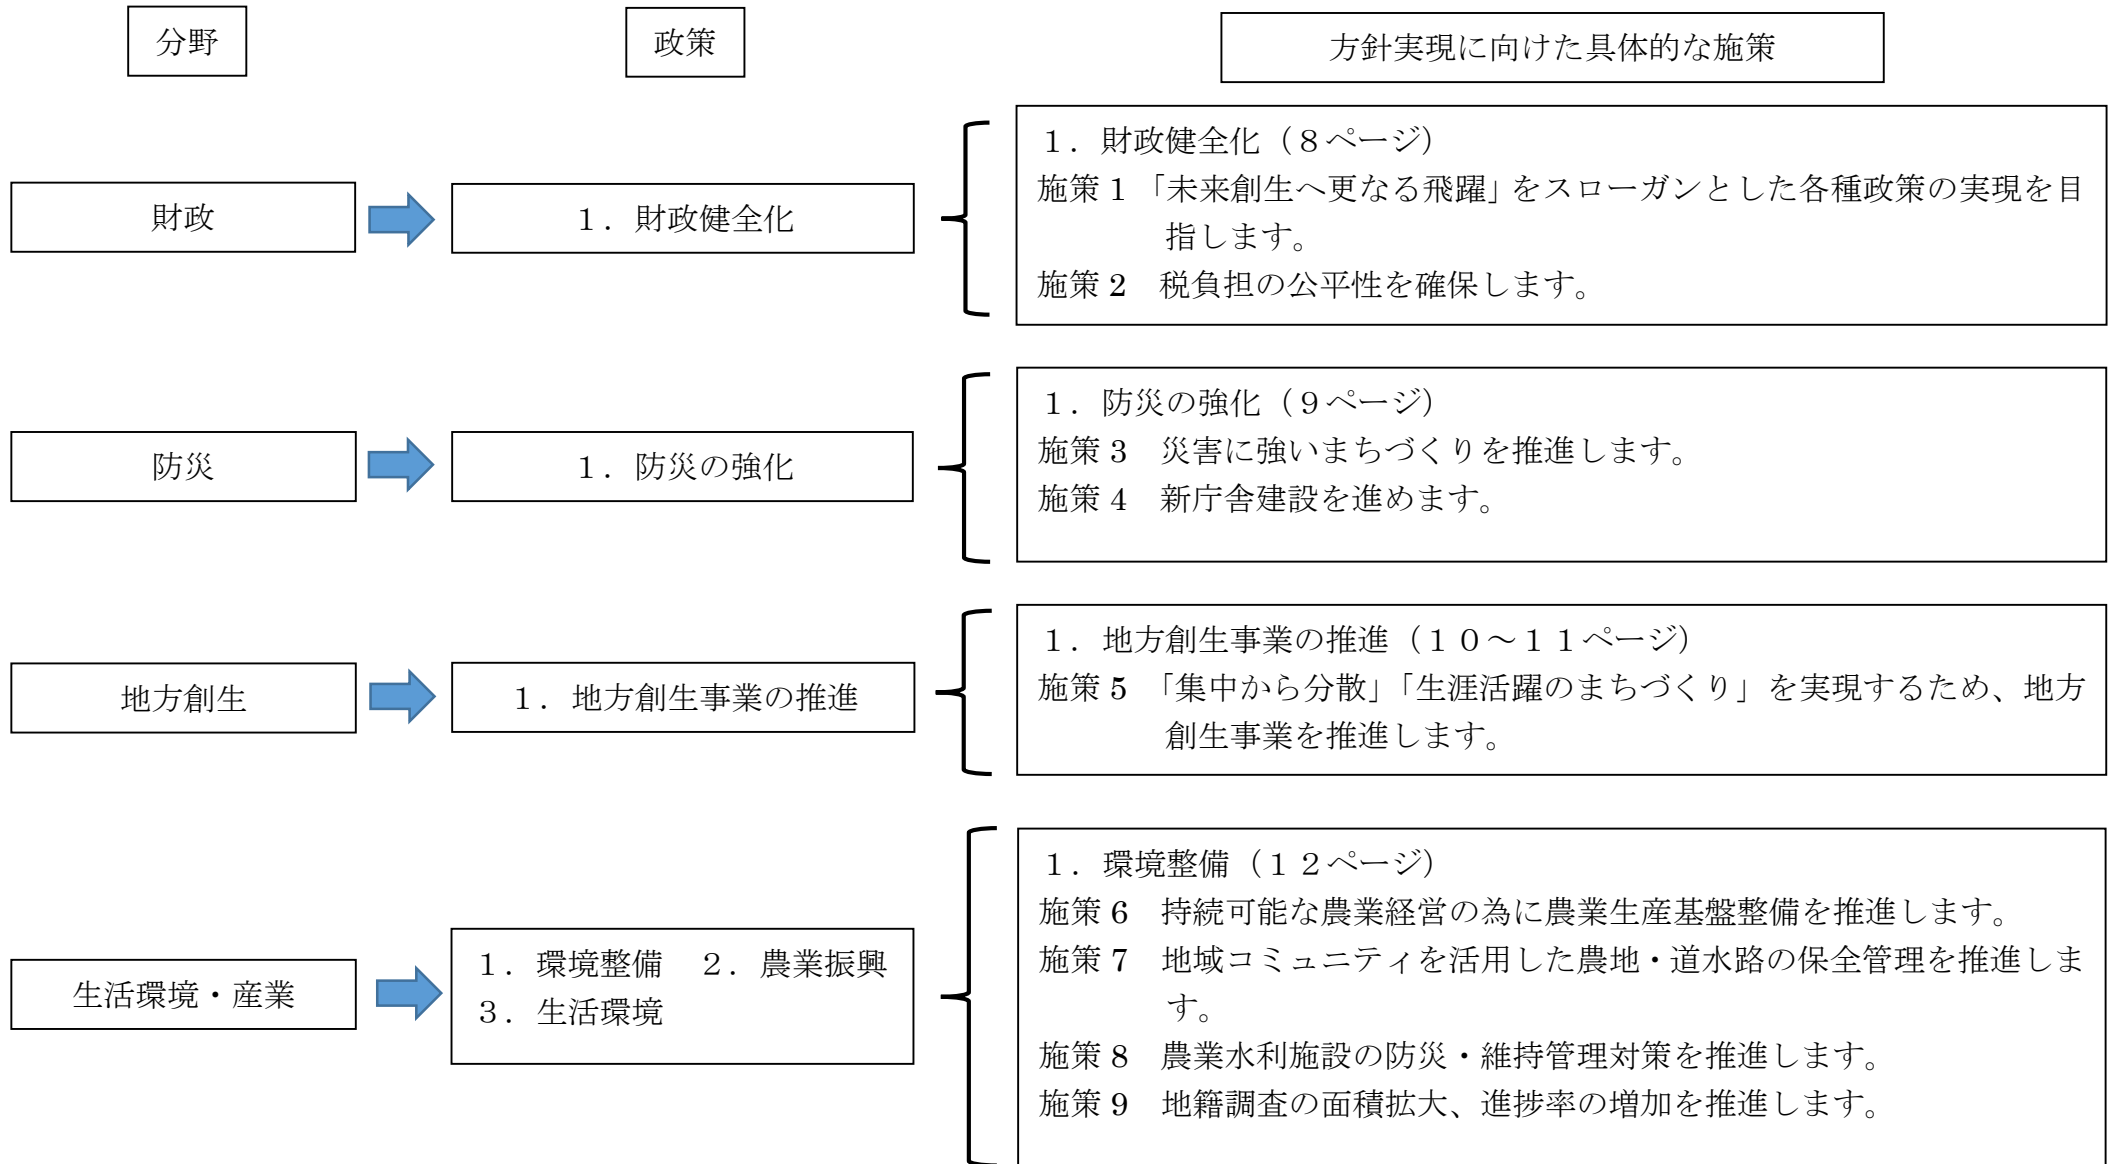 分野
政策
方針実現に向けた具体的な施策
財政
１．財政健全化
１．財政健全化（８ページ）
施策 1 「未来創生へ更なる飛躍」をスローガンとした各種政策の実現を目
指します。
施策 2　税負担の公平性を確保します。
防災
１．防災の強化
１．防災の強化（９ページ）
施策 3　災害に強いまちづくりを推進します。
施策 4　新庁舎建設を進めます。
地方創生
１．地方創生事業の推進
１．地方創生事業の推進（１０～１１ページ）
施策 5 「集中から分散」「生涯活躍のまちづくり」を実現するため、地方
創生事業を推進します。
生活環境・産業
１．環境整備　２．農業振興
３．生活環境
１．環境整備（１２ページ）
施策 6　持続可能な農業経営の為に農業生産基盤整備を推進します。
施策 7　地域コミュニティを活用した農地・道水路の保全管理を推進しま
す。
施策 8　農業水利施設の防災・維持管理対策を推進します。
施策 9　地籍調査の面積拡大、進捗率の増加を推進します。